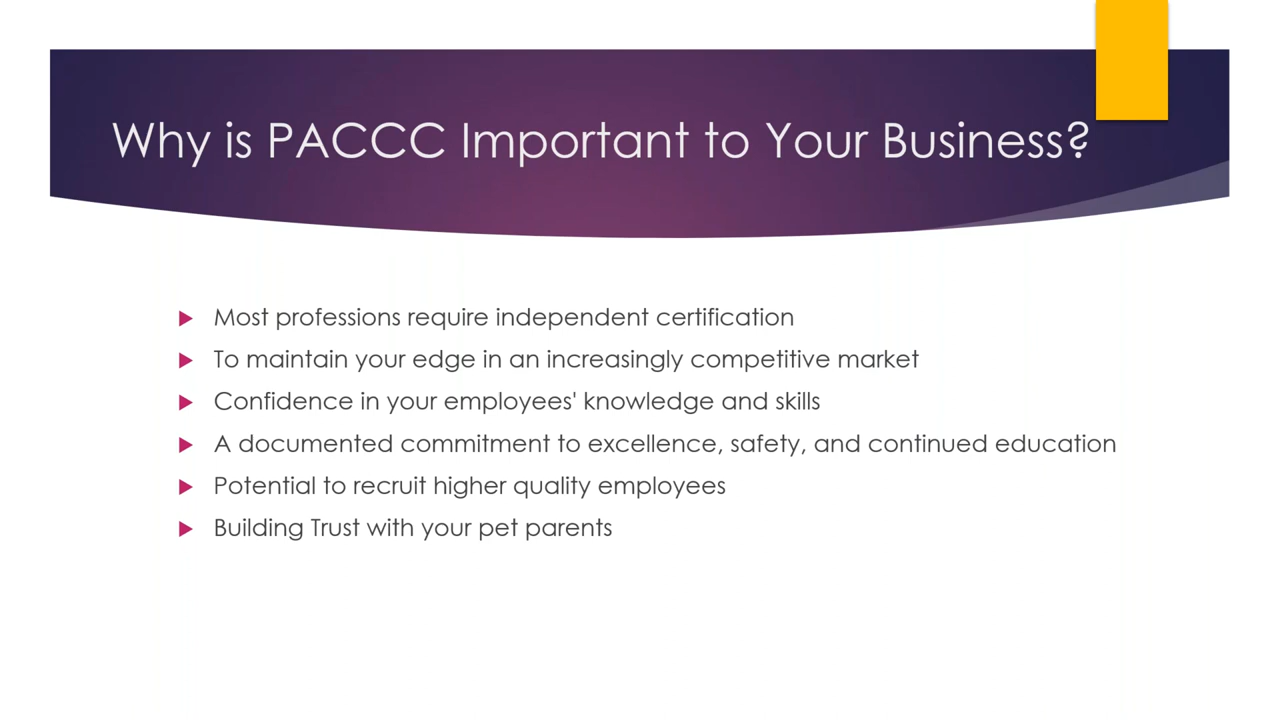 Why is PACCC Important to Your Business?
Most professions require independent certification
To maintain your edge in an increasingly competitive market
Confidence in your employees' knowledge and skills
A documented commitment to excellence, safety, and continued education
Potential to recruit higher quality employees
Building Trust with your pet parents